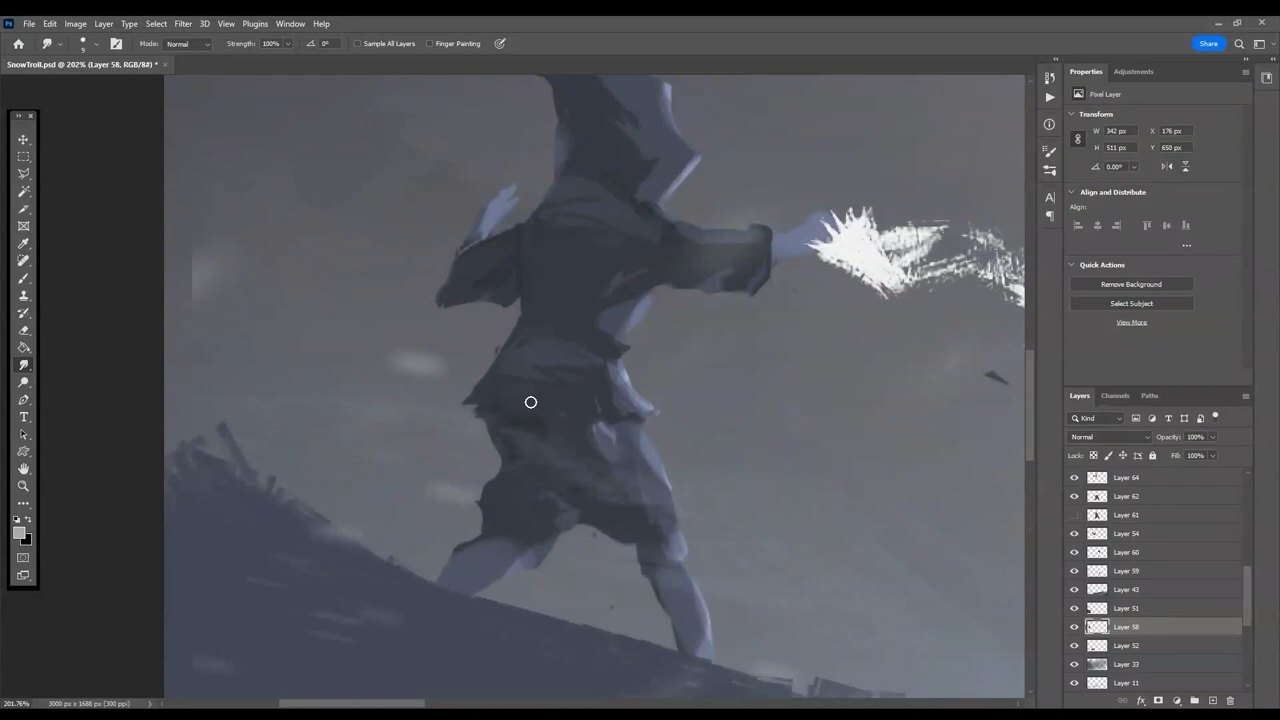 Ps File Edit Image Layer Type Select Filter 3D View Plugins Window Help
9 Mode: Normal Strength: 100% 0° Sample All Layers Finger Painting Share
SnowTroll.psd @ 202% (Layer 58, RGB/8#) *
Properties Adjustments
Pixel Layer
Transform
W 342 px X 176 px
H 511 px Y 650 px
0.00°
Align and Distribute
Align:
Quick Actions
Remove Background
Select Subject
View More
Layers Channels Paths
Kind
Normal Opacity: 100%
Lock: Fill: 100%
Layer 64
Layer 62
Layer 61
Layer 54
Layer 60
Layer 59
Layer 43
Layer 51
Layer 58
Layer 52
Layer 33
Layer 11
201.76% 3000 px x 1688 px (300 ppi)